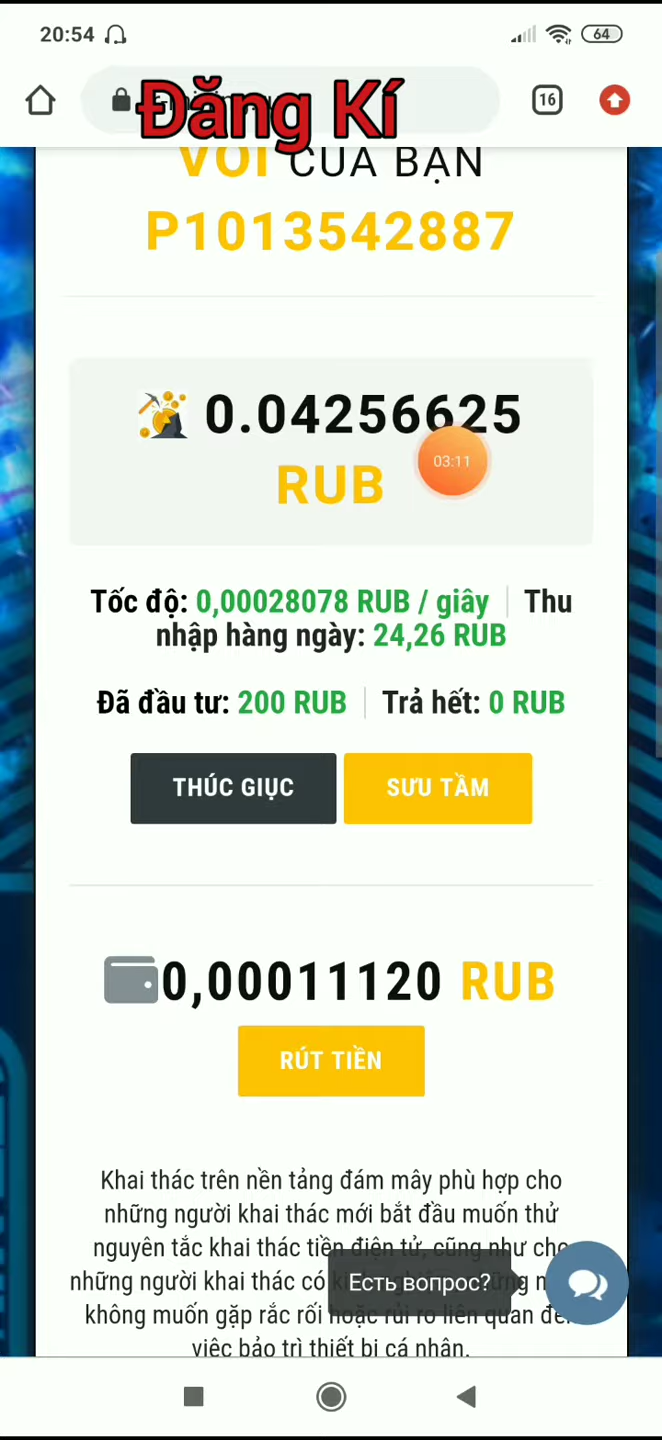 20:54
64
16
Đăng Kí
VỚI CỦA BẠN
P1013542887
0.04256625
RUB
03:11
Tốc độ: 0,00028078 RUB / giây | Thu
nhập hàng ngày: 24,26 RUB
Đã đầu tư: 200 RUB | Trả hết: 0 RUB
THÚC GIỤC
SƯU TẦM
0,00011120 RUB
RÚT TIỀN
Khai thác trên nền tảng đám mây phù hợp cho
những người khai thác mới bắt đầu muốn thử
nguyên tắc khai thác tiền điện tử, cũng như cho
những người khai thác có
Есть вопрос?
không muốn gặp rắc rối hoặc rủi ro liên quan
việc bảo trì thiết bị cá nhân.